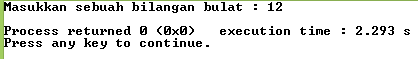 Masukkan sebuah bilangan bulat : 12
Process returned 0 (0x0)   execution time : 2.293 s
Press any key to continue.